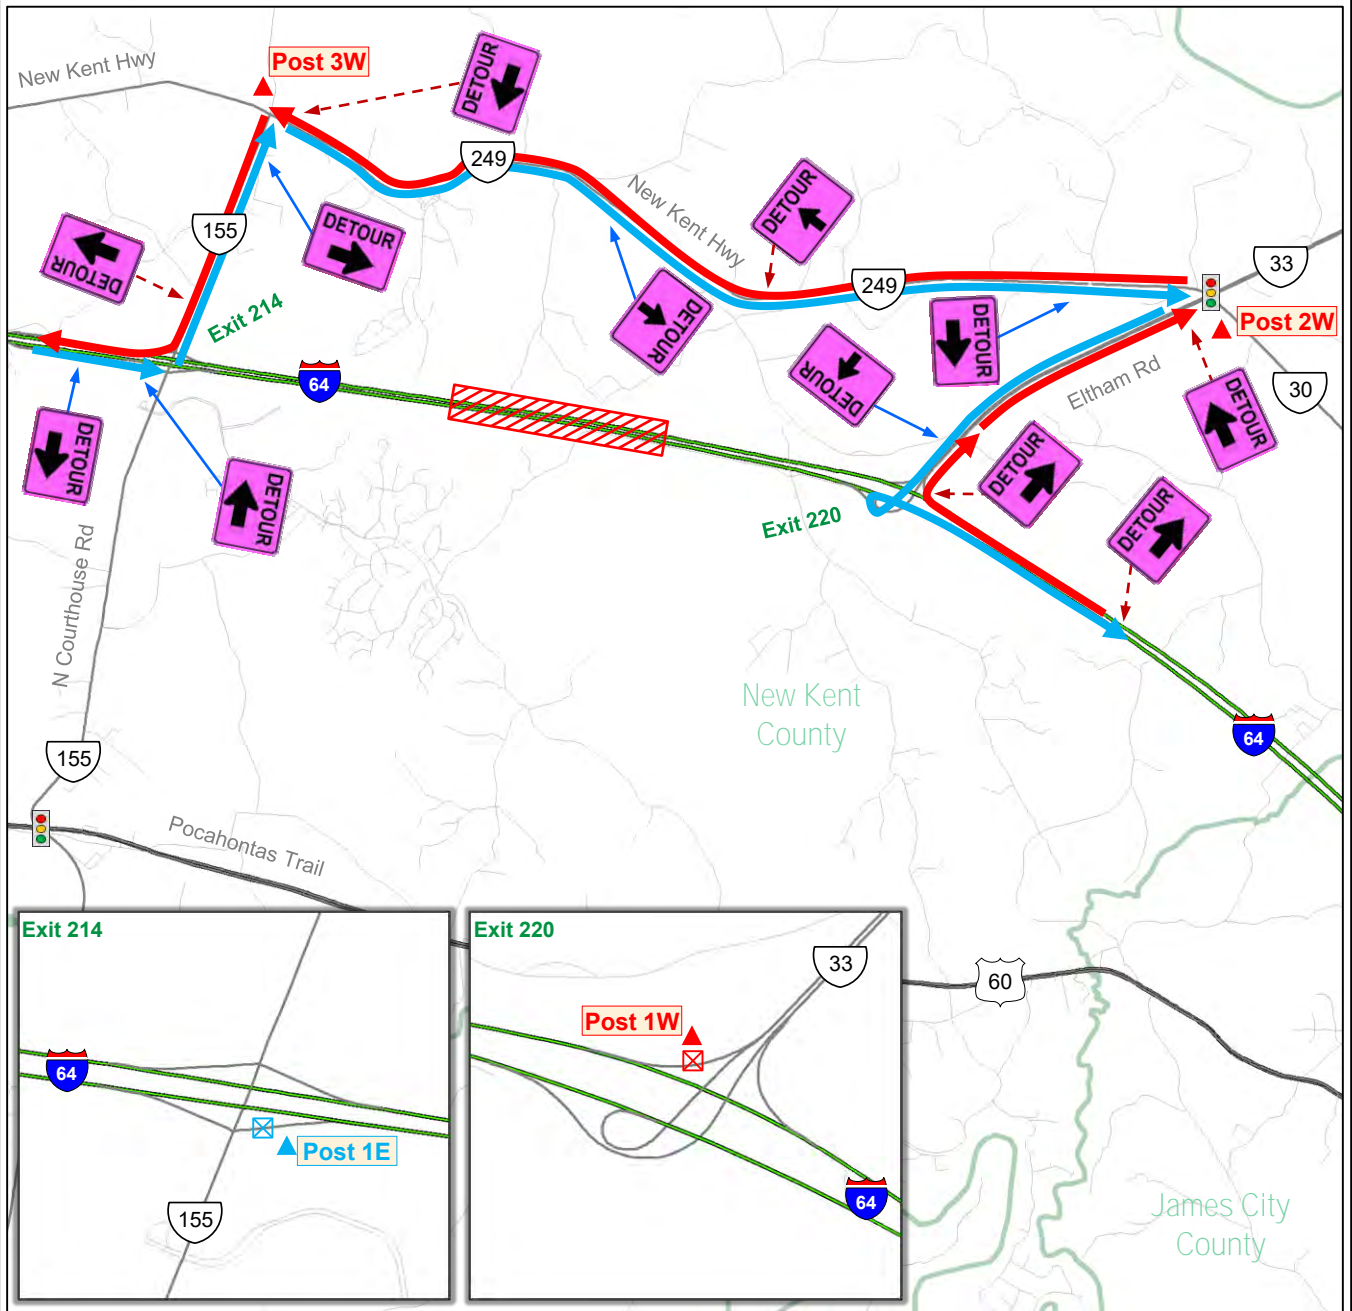 New Kent Hwy
Post 3W
DETOUR
249
155
DETOUR
DETOUR
New Kent Hwy
DETOUR
249
33
Post 2W
DETOUR
DETOUR
DETOUR
Eltham Rd
30
DETOUR
Exit 214
64
DETOUR
DETOUR
DETOUR
DETOUR
Exit 220
N Courthouse Rd
New Kent
County
64
155
Pocahontas Trail
60
Exit 214
64
Post 1E
155
Exit 220
33
Post 1W
64
James City
County